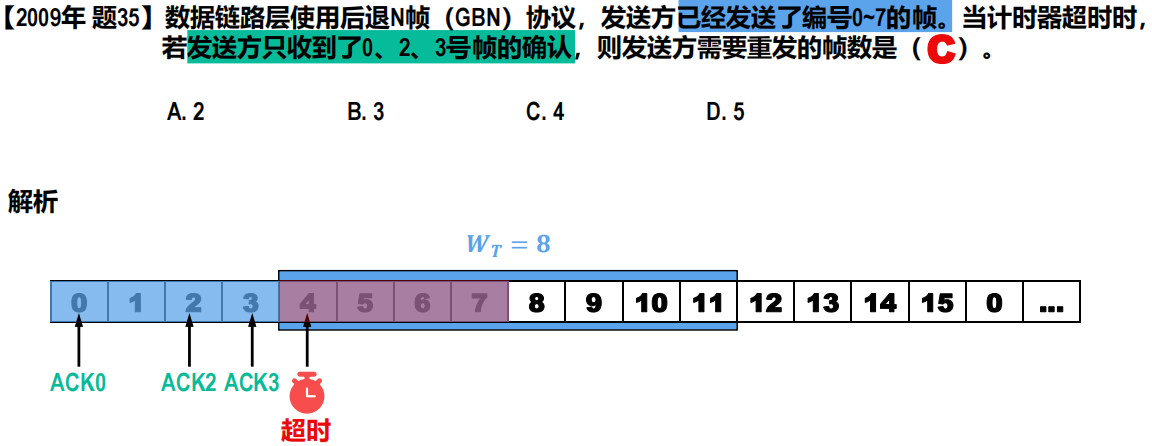 【2009年 题35】数据链路层使用后退N帧（GBN）协议，发送方已经发送了编号0~7的帧。当计时器超时时，
若发送方只收到了0、2、3号帧的确认，则发送方需要重发的帧数是（ C ）。
A. 2 B. 3 C. 4 D. 5
解析
W_T = 8
0 1 2 3 4 5 6 7 8 9 10 11 12 13 14 15 0 ...
ACK0 ACK2 ACK3
超时